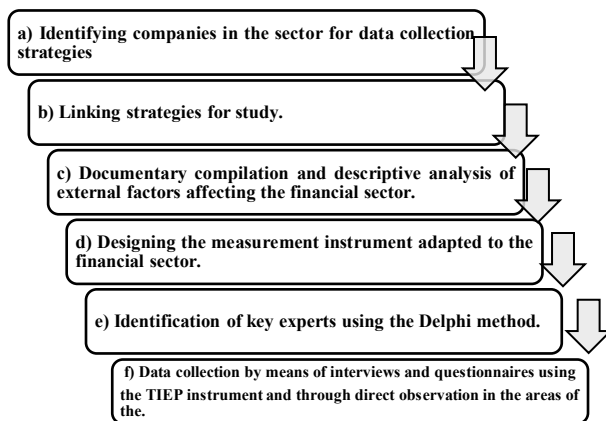 a) Identifying companies in the sector for data collection
strategies
b) Linking strategies for study.
c) Documentary compilation and descriptive analysis of
external factors affecting the financial sector.
d) Designing the measurement instrument adapted to the
financial sector.
e) Identification of key experts using the Delphi method.
f) Data collection by means of interviews and questionnaires using
the TIEP instrument and through direct observation in the areas of
the.